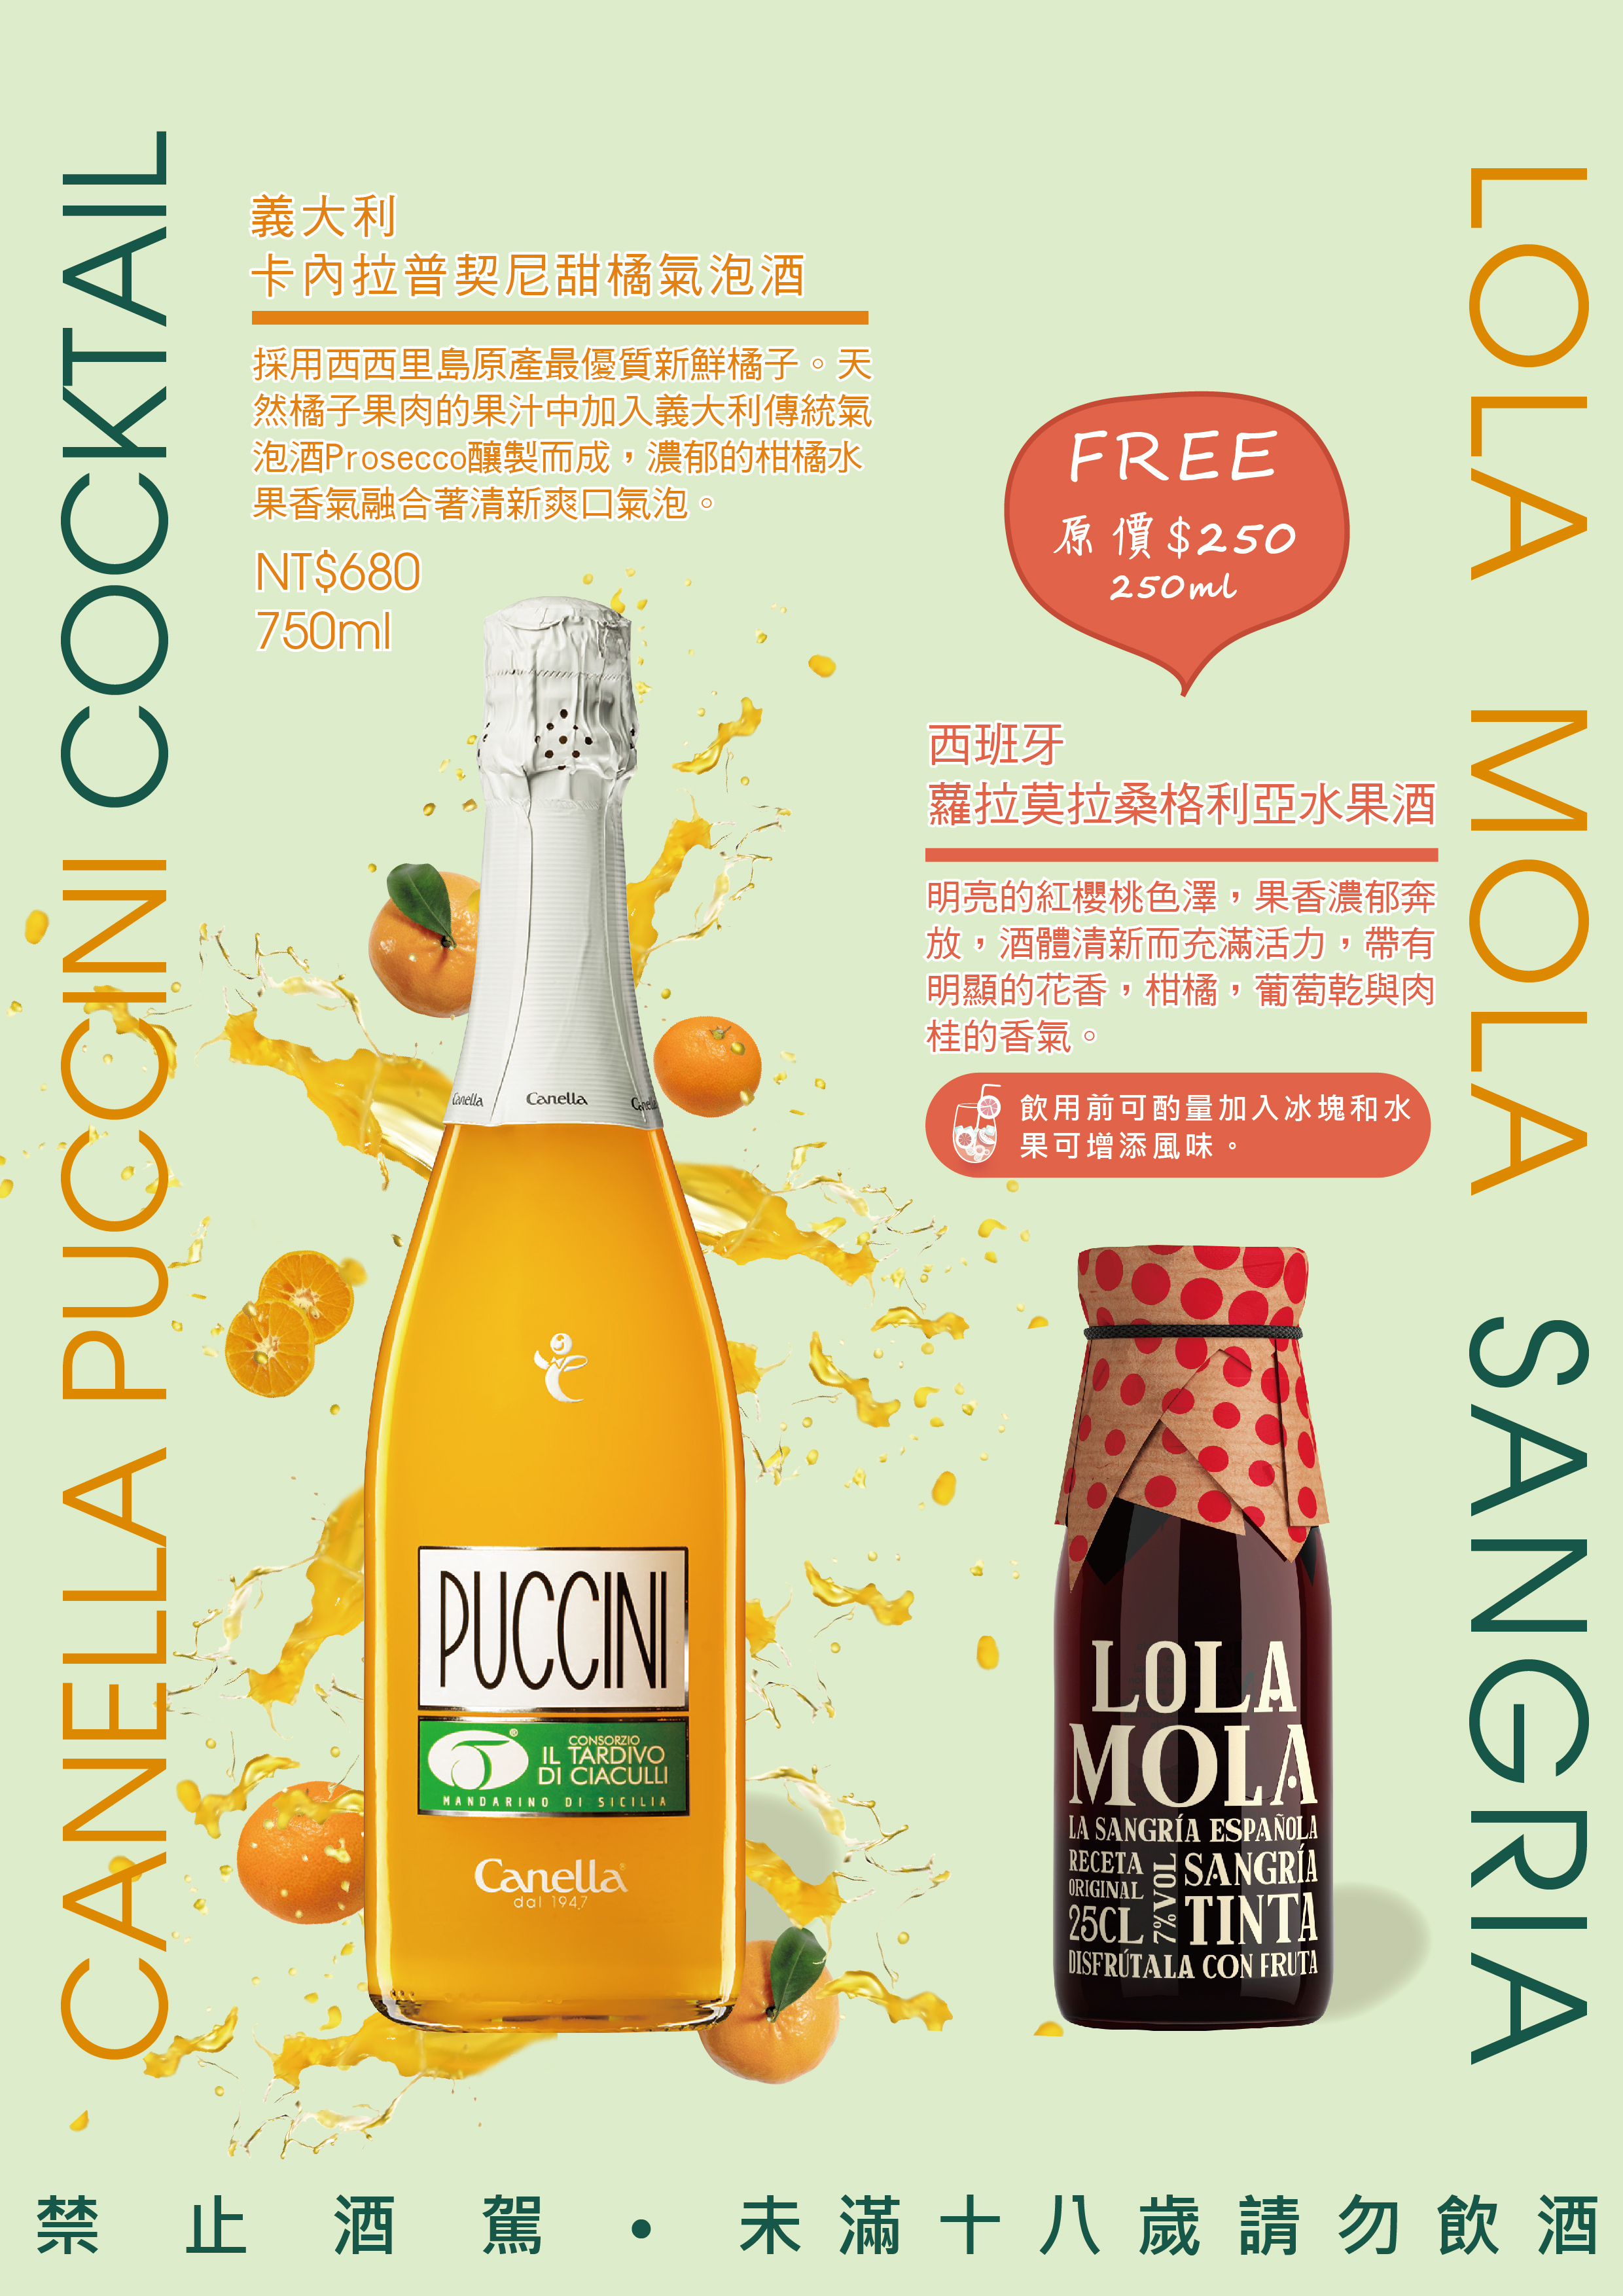 CANELLA PUCCINI COCKTAIL
義大利
卡內拉普契尼甜橘氣泡酒
採用西西里島原產最優質新鮮橘子。天
然橘子果肉的果汁中加入義大利傳統氣
泡酒Prosecco釀製而成，濃郁的柑橘水
果香氣融合著清新爽口氣泡。
NT$680
750ml
Canella
Canella
Canella
PUCCINI
CONSORZIO
IL TARDIVO
DI CIACULLI
MANDARINO DI SICILIA
Canella
dal 1947
FREE
原價$250
250ml
西班牙
蘿拉莫拉桑格利亞水果酒
明亮的紅櫻桃色澤，果香濃郁奔
放，酒體清新而充滿活力，帶有
明顯的花香，柑橘，葡萄乾與肉
桂的香氣。
飲用前可酌量加入冰塊和水
果可增添風味。
LOLA
MOLA
LA SANGRÍA ESPAÑOLA
RECETA
ORIGINAL
25CL
7%VOL
SANGRÍA
TINTA
DISFRÚTALA CON FRUTA
LOLA MOLA SANGRIA
禁止酒駕•未滿十八歲請勿飲酒